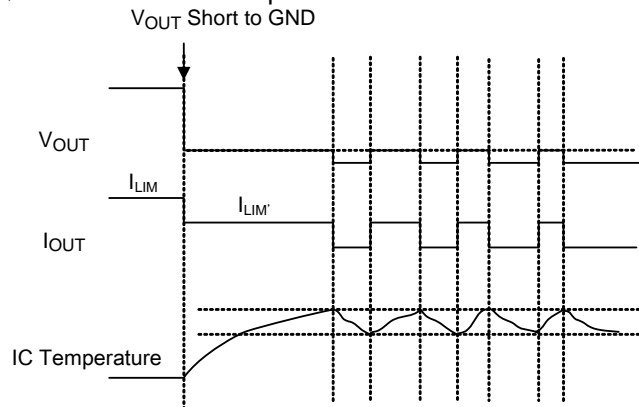 VOUT Short to GND
VOUT
ILIM
ILIM'
IOUT
IC Temperature